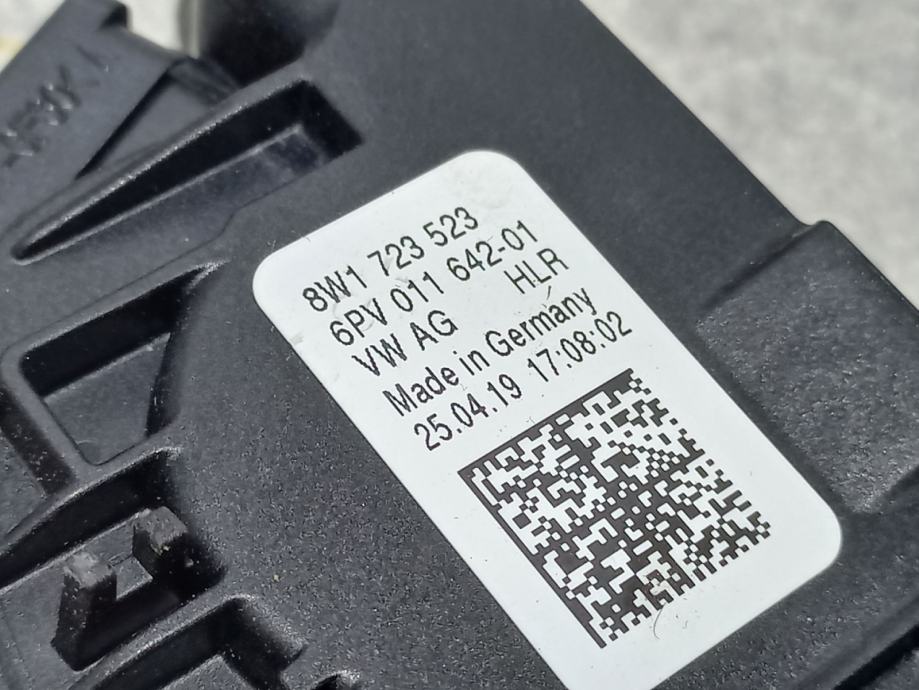 8W1 723 523
6PV 011 642-01
VW AG HLR
Made in Germany
25.04.19 17:08:02